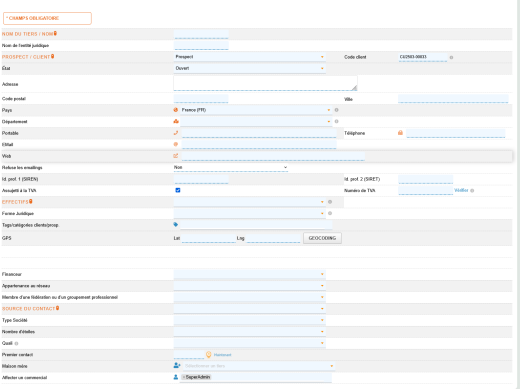 * CHAMPS OBLIGATOIRE
NOM DU TIERS / NOM
Nom de l'entité juridique
PROSPECT / CLIENT Prospect Code client CU2503-00033
État Ouvert
Adresse
Code postal Ville
Pays France (FR)
Département
Portable Téléphone
EMail
Web
Refuse les emailings Non
Id. prof. 1 (SIREN) Id. prof. 2 (SIRET)
Assujetti à la TVA Numéro de TVA Vérifier
EFFECTIFS
Forme Juridique
Tags/catégories clients/prosp.
GPS Lat Lng GEOCODING
Financeur
Appartenance au réseau
Membre d'une fédération ou d'un groupement professionnel
SOURCE DU CONTACT
Type Société
Nombre d'étoiles
Quali
Premier contact Maintenant
Maison mère Sélectionner un tiers
Affecter un commercial × SuperAdmin